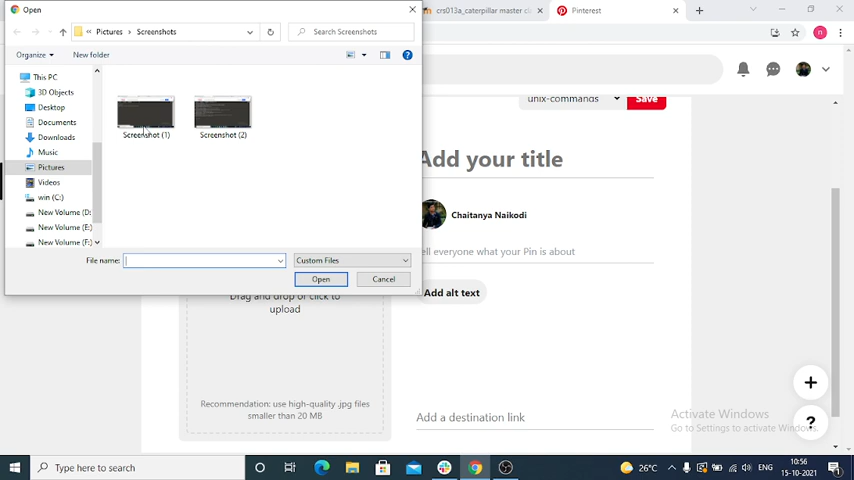 Open
crs013a_caterpillar master cl
Pinterest
« Pictures › Screenshots
Search Screenshots
Organize
New folder
This PC
3D Objects
Desktop
Documents
Downloads
Music
Pictures
Videos
win (C:)
New Volume (D:
New Volume (E:)
New Volume (F:)
Screenshot (1)
Screenshot (2)
File name:
Custom Files
Open
Cancel
n
unix-commands
Save
Add your title
Chaitanya Naikodi
ell everyone what your Pin is about
Add alt text
Drag and drop or click to
upload
Recommendation: use high-quality .jpg files
smaller than 20 MB
Add a destination link
Activate Windows
Go to Settings to activate Windows.
+
?
Type here to search
26°C
ENG
10:56
15-10-2021
1